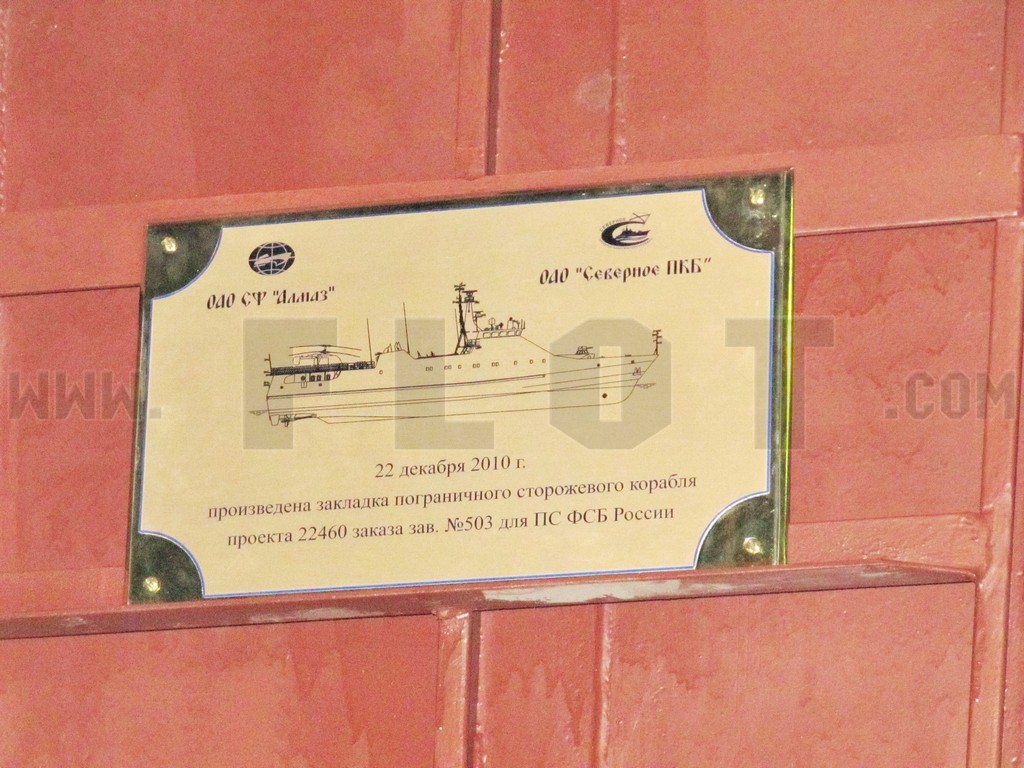 ОАО СФ "Алмаз"
ОАО "Северное ПКБ"
WWW. FLOT .COM
22 декабря 2010 г.
произведена закладка пограничного сторожевого корабля
проекта 22460 заказа зав. №503 для ПС ФСБ России